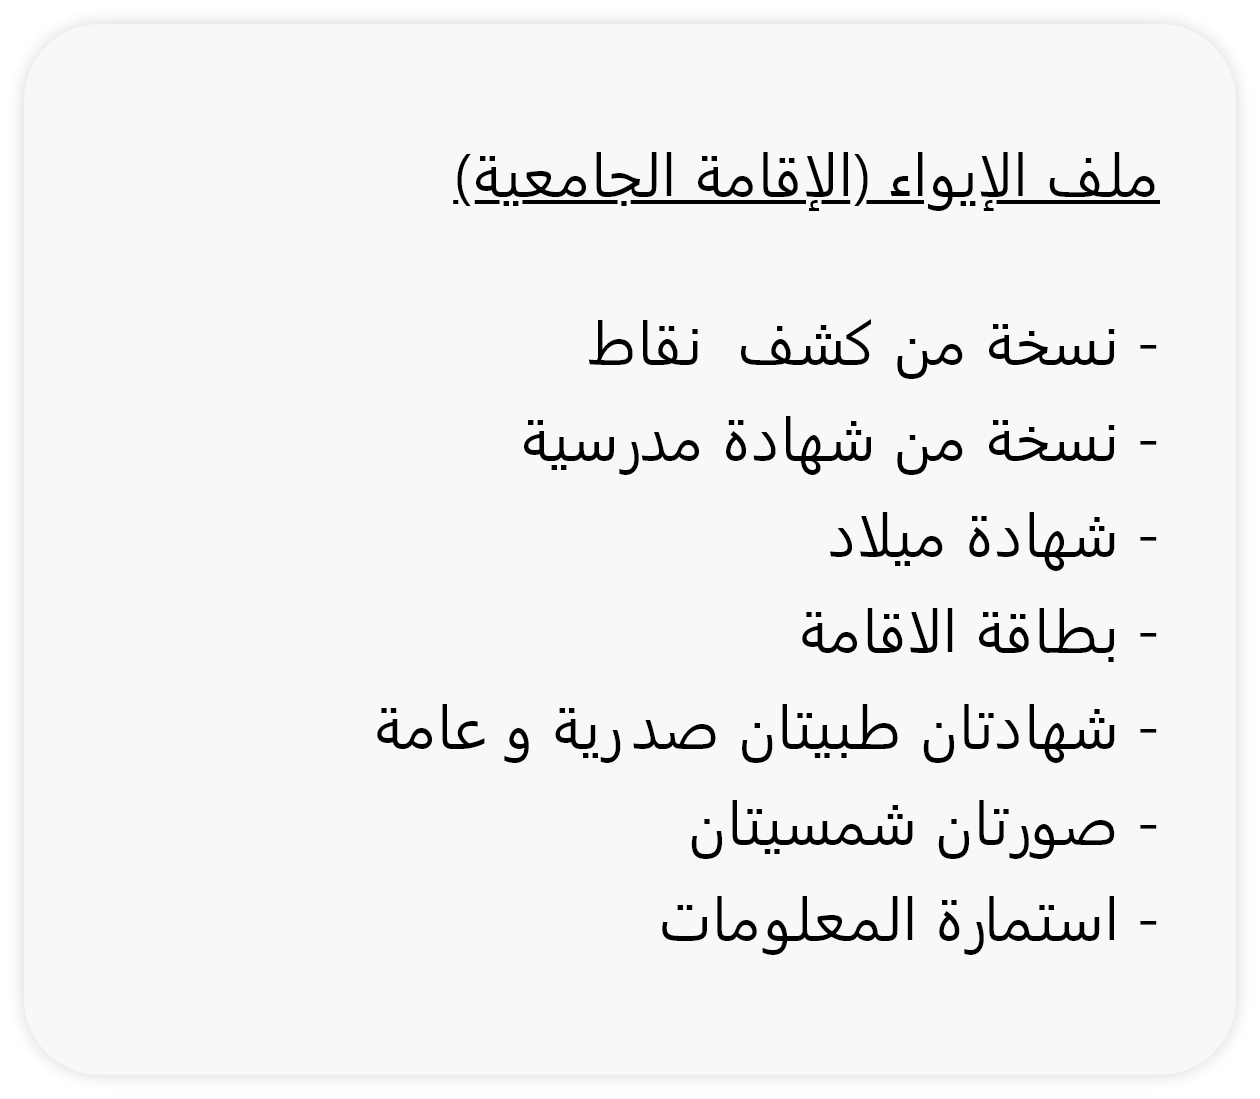 ملف الإيواء (الإقامة الجامعية)
- نسخة من كشف نقاط
- نسخة من شهادة مدرسية
- شهادة ميلاد
- بطاقة الاقامة
- شهادتان طبيتان صدرية و عامة
- صورتان شمسيتان
- استمارة المعلومات